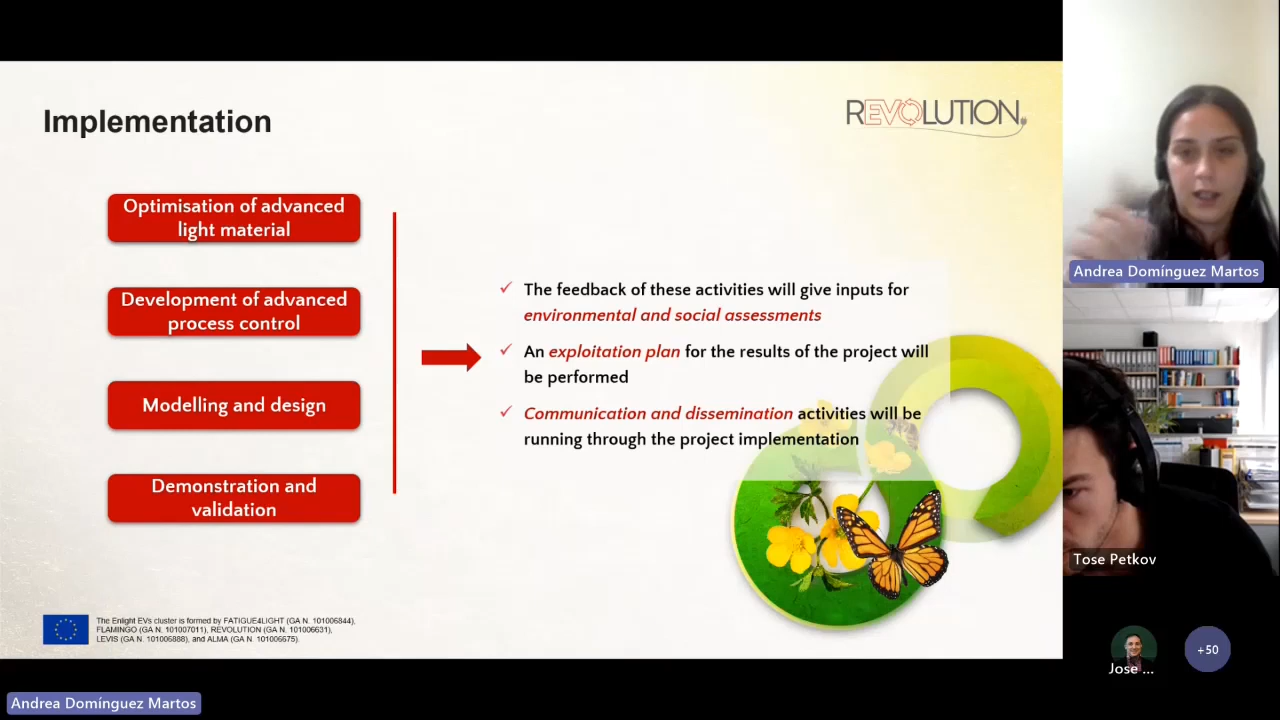 Implementation
REVOLUTION
Optimisation of advanced
light material
Development of advanced
process control
Modelling and design
Demonstration and
validation
The feedback of these activities will give inputs for
environmental and social assessments
An exploitation plan for the results of the project will
be performed
Communication and dissemination activities will be
running through the project implementation
The Enlight EVs cluster is formed by FATIGUE4LIGHT (GA N. 101006844),
FLAMINGO (GA N. 101007011), REVOLUTION (GA N. 101006631),
LEVIS (GA N. 101006888), and ALMA (GA N. 101006675).
Andrea Domínguez Martos
Tose Petkov
Jose ...
+50
Andrea Domínguez Martos